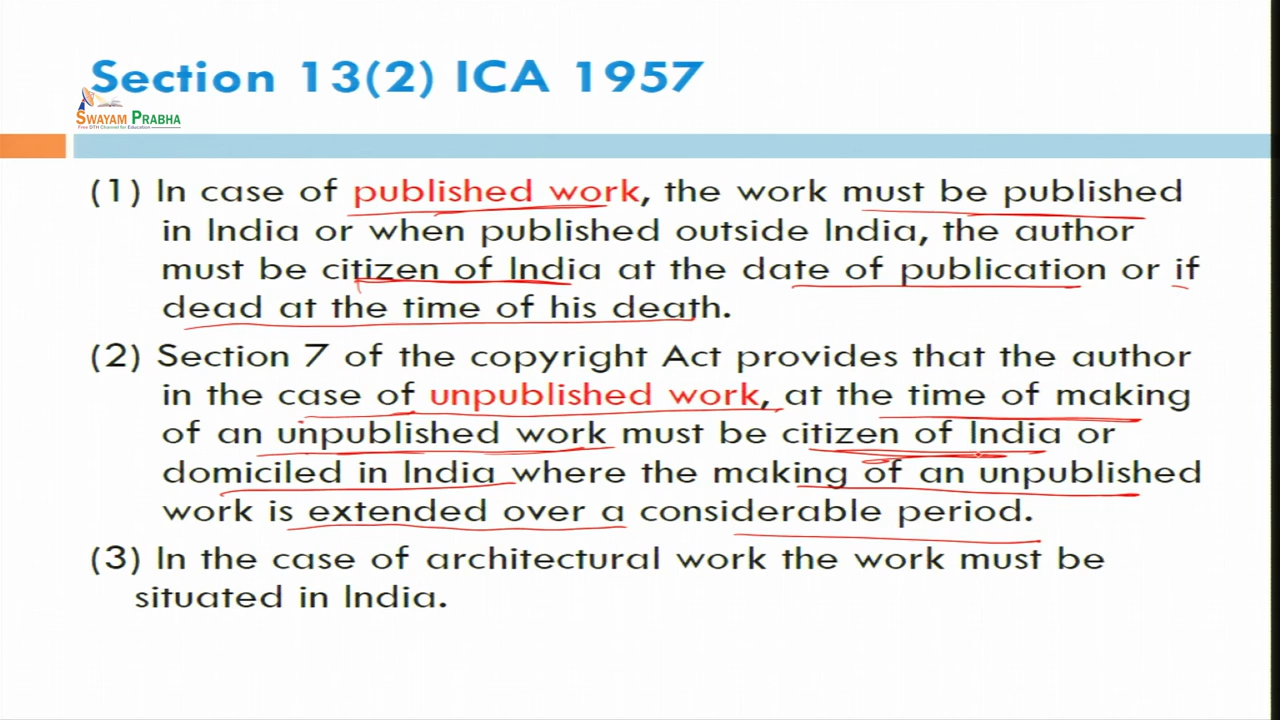 Section 13(2) ICA 1957
SWAYAM PRABHA
Free DTH Channel for Education
(1) In case of published work, the work must be published
in India or when published outside India, the author
must be citizen of India at the date of publication or if
dead at the time of his death.
(2) Section 7 of the copyright Act provides that the author
in the case of unpublished work, at the time of making
of an unpublished work must be citizen of India or
domiciled in India where the making of an unpublished
work is extended over a considerable period.
(3) In the case of architectural work the work must be
situated in India.